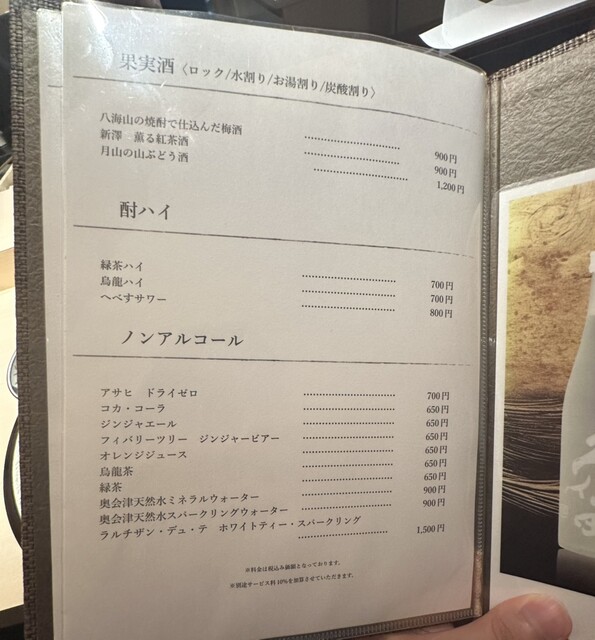 果実酒〈ロック/水割り/お湯割り/炭酸割り〉
八海山の焼酎で仕込んだ梅酒 900円
新澤 薫る紅茶酒 900円
月山の山ぶどう酒 1,200円
酎ハイ
緑茶ハイ 700円
烏龍ハイ 700円
へべすサワー 800円
ノンアルコール
アサヒ ドライゼロ 700円
コカ・コーラ 650円
ジンジャエール 650円
フィバリーツリー ジンジャービアー 650円
オレンジジュース 650円
烏龍茶 650円
緑茶 650円
奥会津天然水ミネラルウォーター 900円
奥会津天然水スパークリングウォーター 900円
ラルチザン・デュ・テ ホワイトティー・スパークリング 1,500円
※料金は税込み価額となっております。
※別途サービス料10%を加算させていただきます。